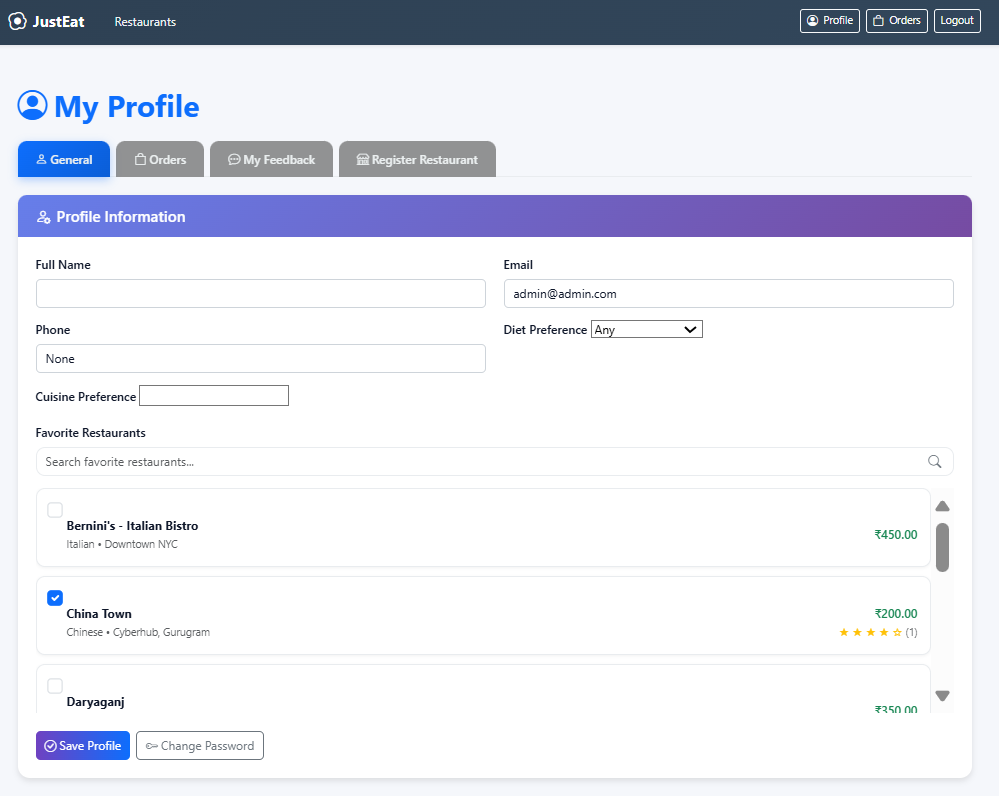 JustEat Restaurants Profile Orders Logout
My Profile
General Orders My Feedback Register Restaurant
Profile Information
Full Name Email
admin@admin.com
Phone Diet Preference Any
None
Cuisine Preference
Favorite Restaurants
Search favorite restaurants...
Bernini's - Italian Bistro
Italian • Downtown NYC
₹450.00
China Town
₹200.00
Chinese • Cyberhub, Gurugram
★ ★ ★ ★ ☆ (1)
Daryaganj
₹350.00
Save Profile Change Password